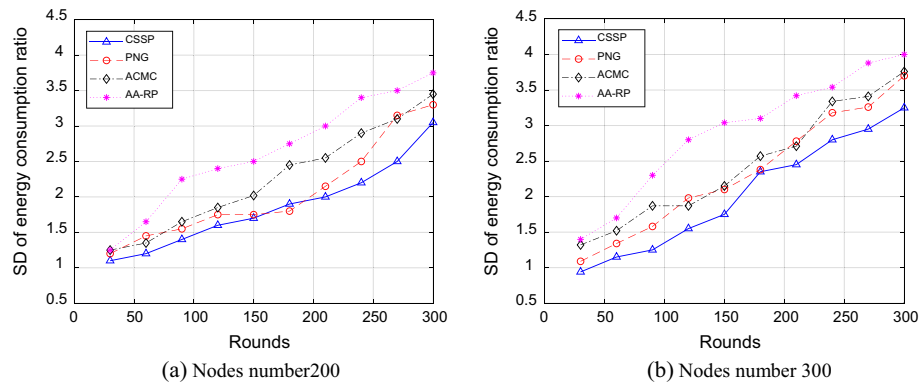 4.5
4
3.5
3
2.5
2
1.5
1
0.5
SD of energy consumption ratio
CSSP
PNG
ACMC
AA-RP
0 50 100 150 200 250 300
Rounds
(a) Nodes number200
4.5
4
3.5
3
2.5
2
1.5
1
0.5
SD of energy consumption ratio
CSSP
PNG
ACMC
AA-RP
0 50 100 150 200 250 300
Rounds
(b) Nodes number 300